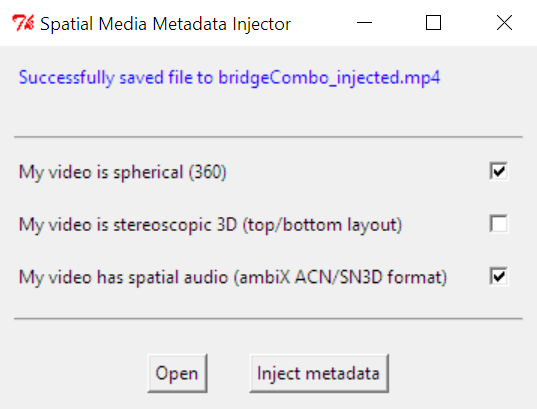 Spatial Media Metadata Injector
Successfully saved file to bridgeCombo_injected.mp4
My video is spherical (360)
My video is stereoscopic 3D (top/bottom layout)
My video has spatial audio (ambiX ACN/SN3D format)
Open Inject metadata